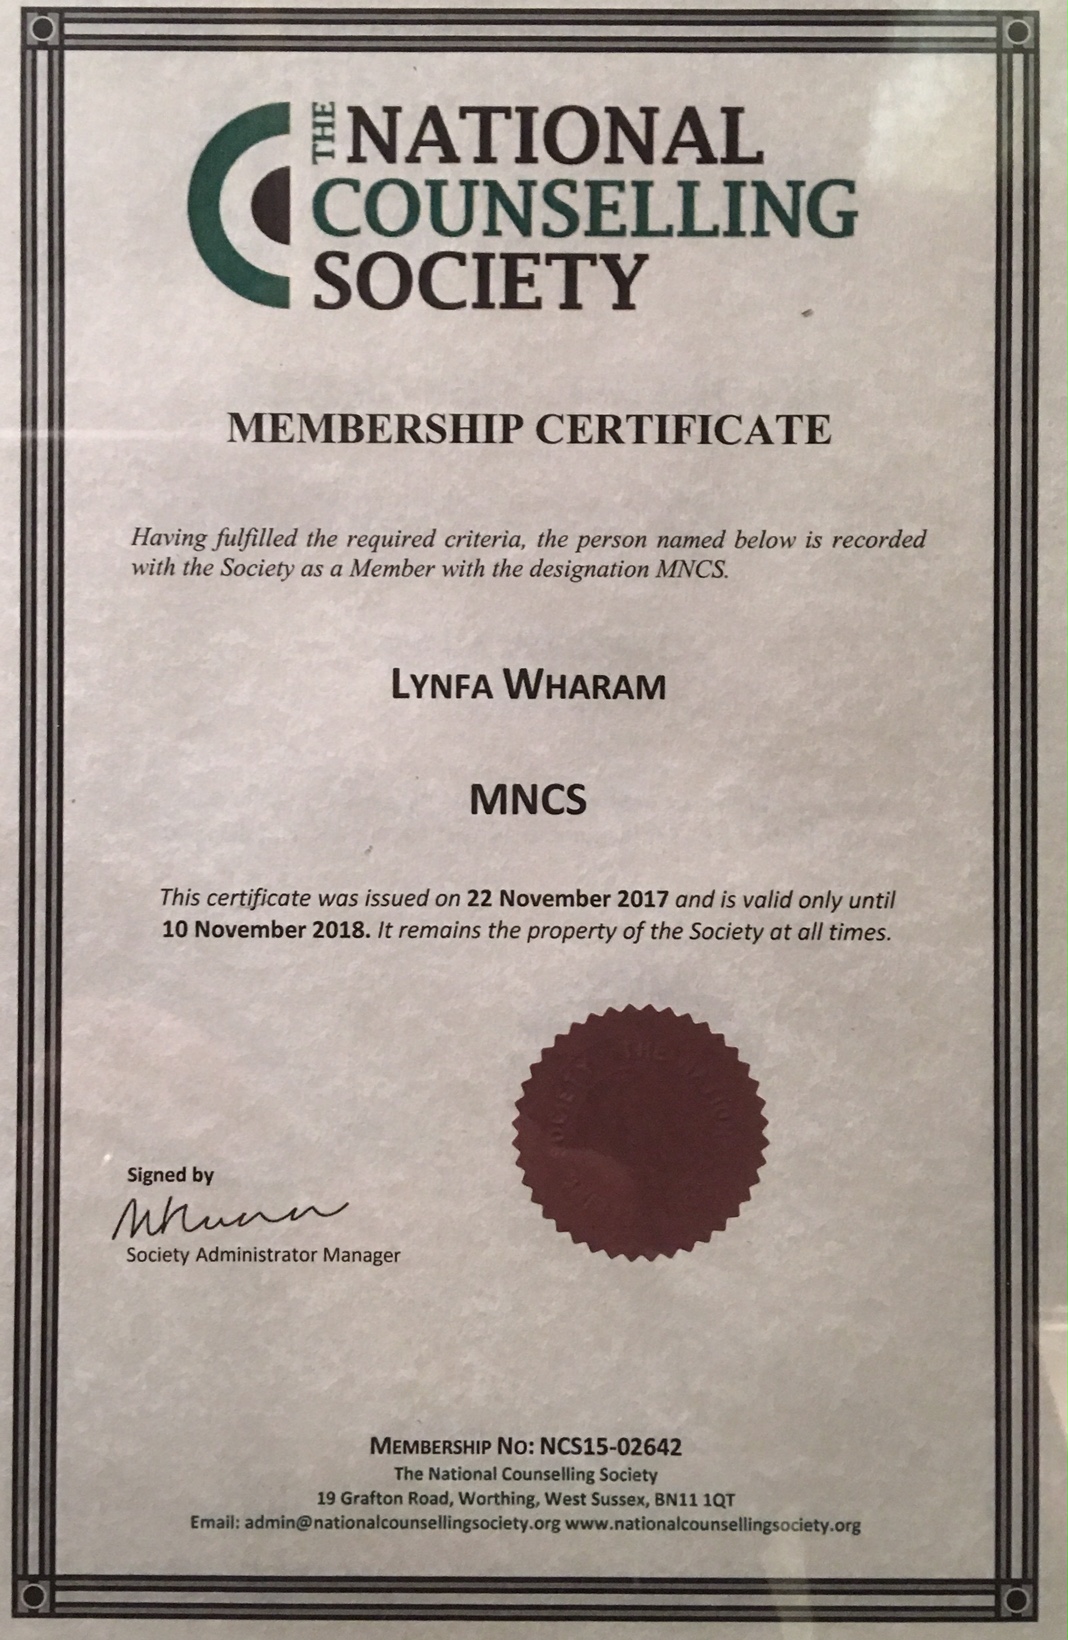 THE NATIONAL
COUNSELLING
SOCIETY
MEMBERSHIP CERTIFICATE
Having fulfilled the required criteria, the person named below is recorded
with the Society as a Member with the designation MNCS.
LYNFA WHARAM
MNCS
This certificate was issued on 22 November 2017 and is valid only until
10 November 2018. It remains the property of the Society at all times.
Signed by
Society Administrator Manager
MEMBERSHIP NO: NCS15-02642
The National Counselling Society
19 Grafton Road, Worthing, West Sussex, BN11 1QT
Email: admin@nationalcounsellingsociety.org www.nationalcounsellingsociety.org